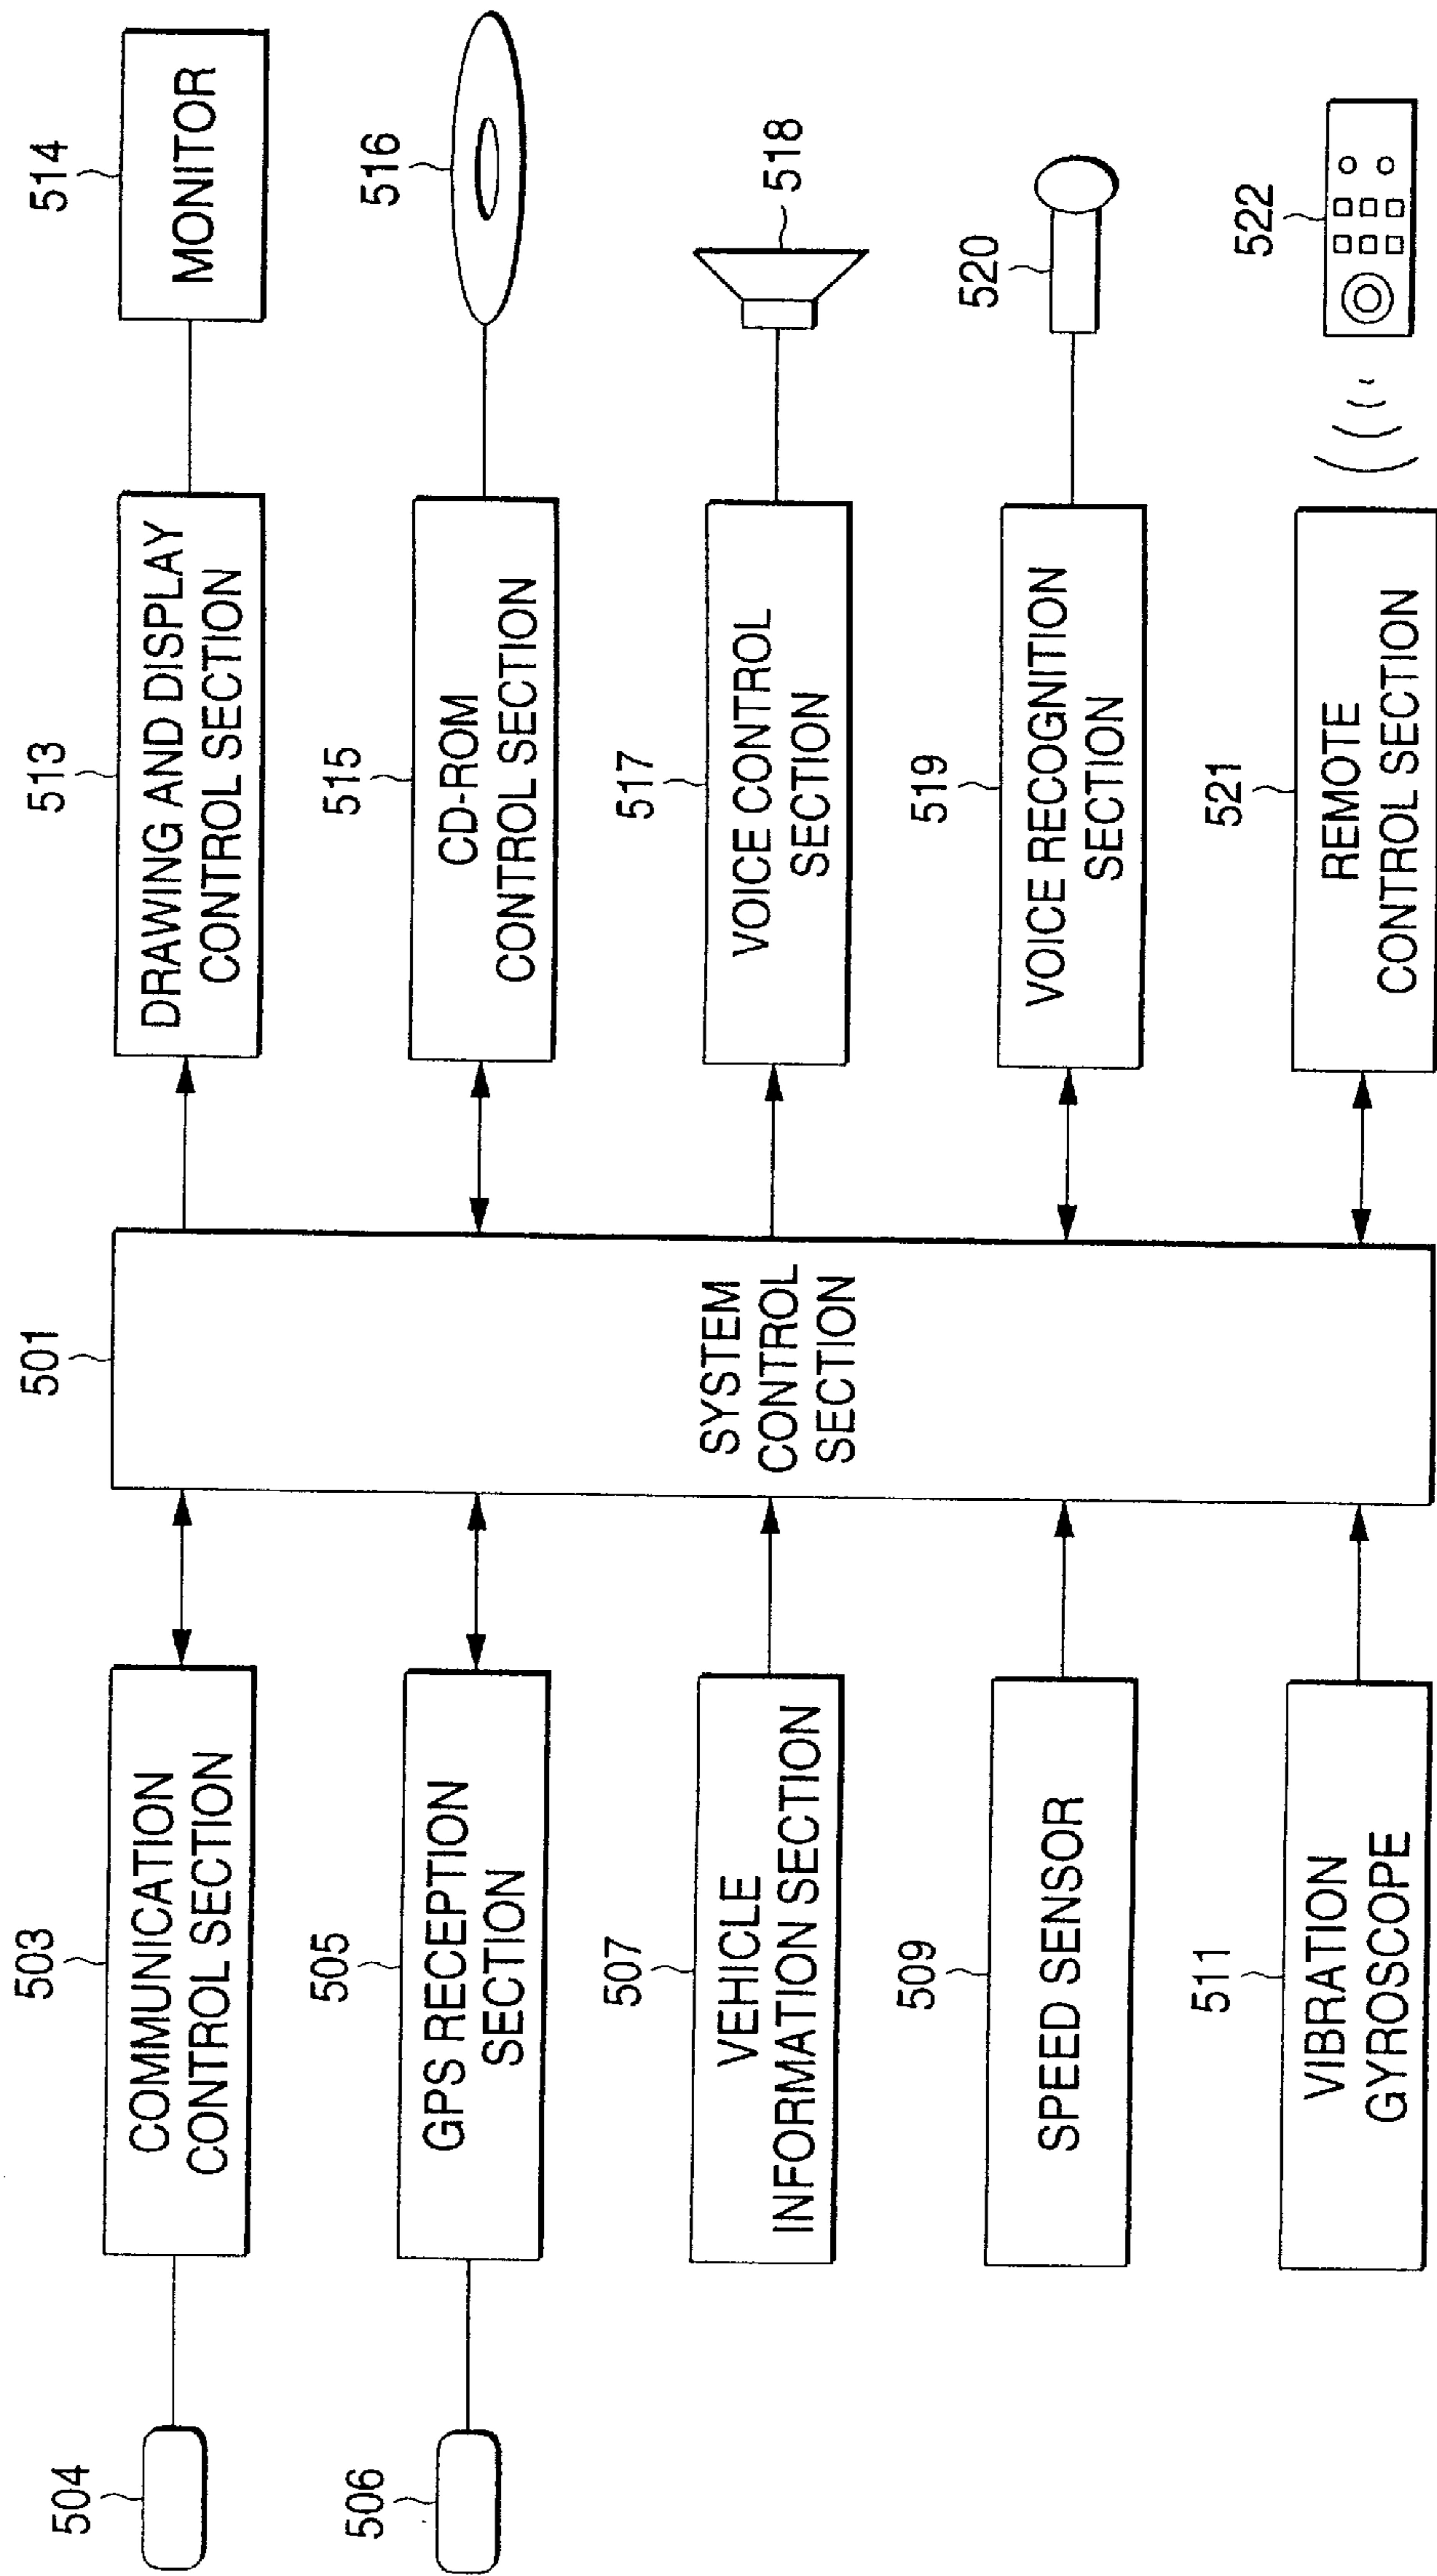 504
503
COMMUNICATION
CONTROL SECTION
506
505
GPS RECEPTION
SECTION
507
VEHICLE
INFORMATION SECTION
509
SPEED SENSOR
511
VIBRATION
GYROSCOPE
501
SYSTEM
CONTROL
SECTION
513
DRAWING AND DISPLAY
CONTROL SECTION
514
MONITOR
515
CD-ROM
CONTROL SECTION
516
517
VOICE CONTROL
SECTION
518
519
VOICE RECOGNITION
SECTION
520
521
REMOTE
CONTROL SECTION
522